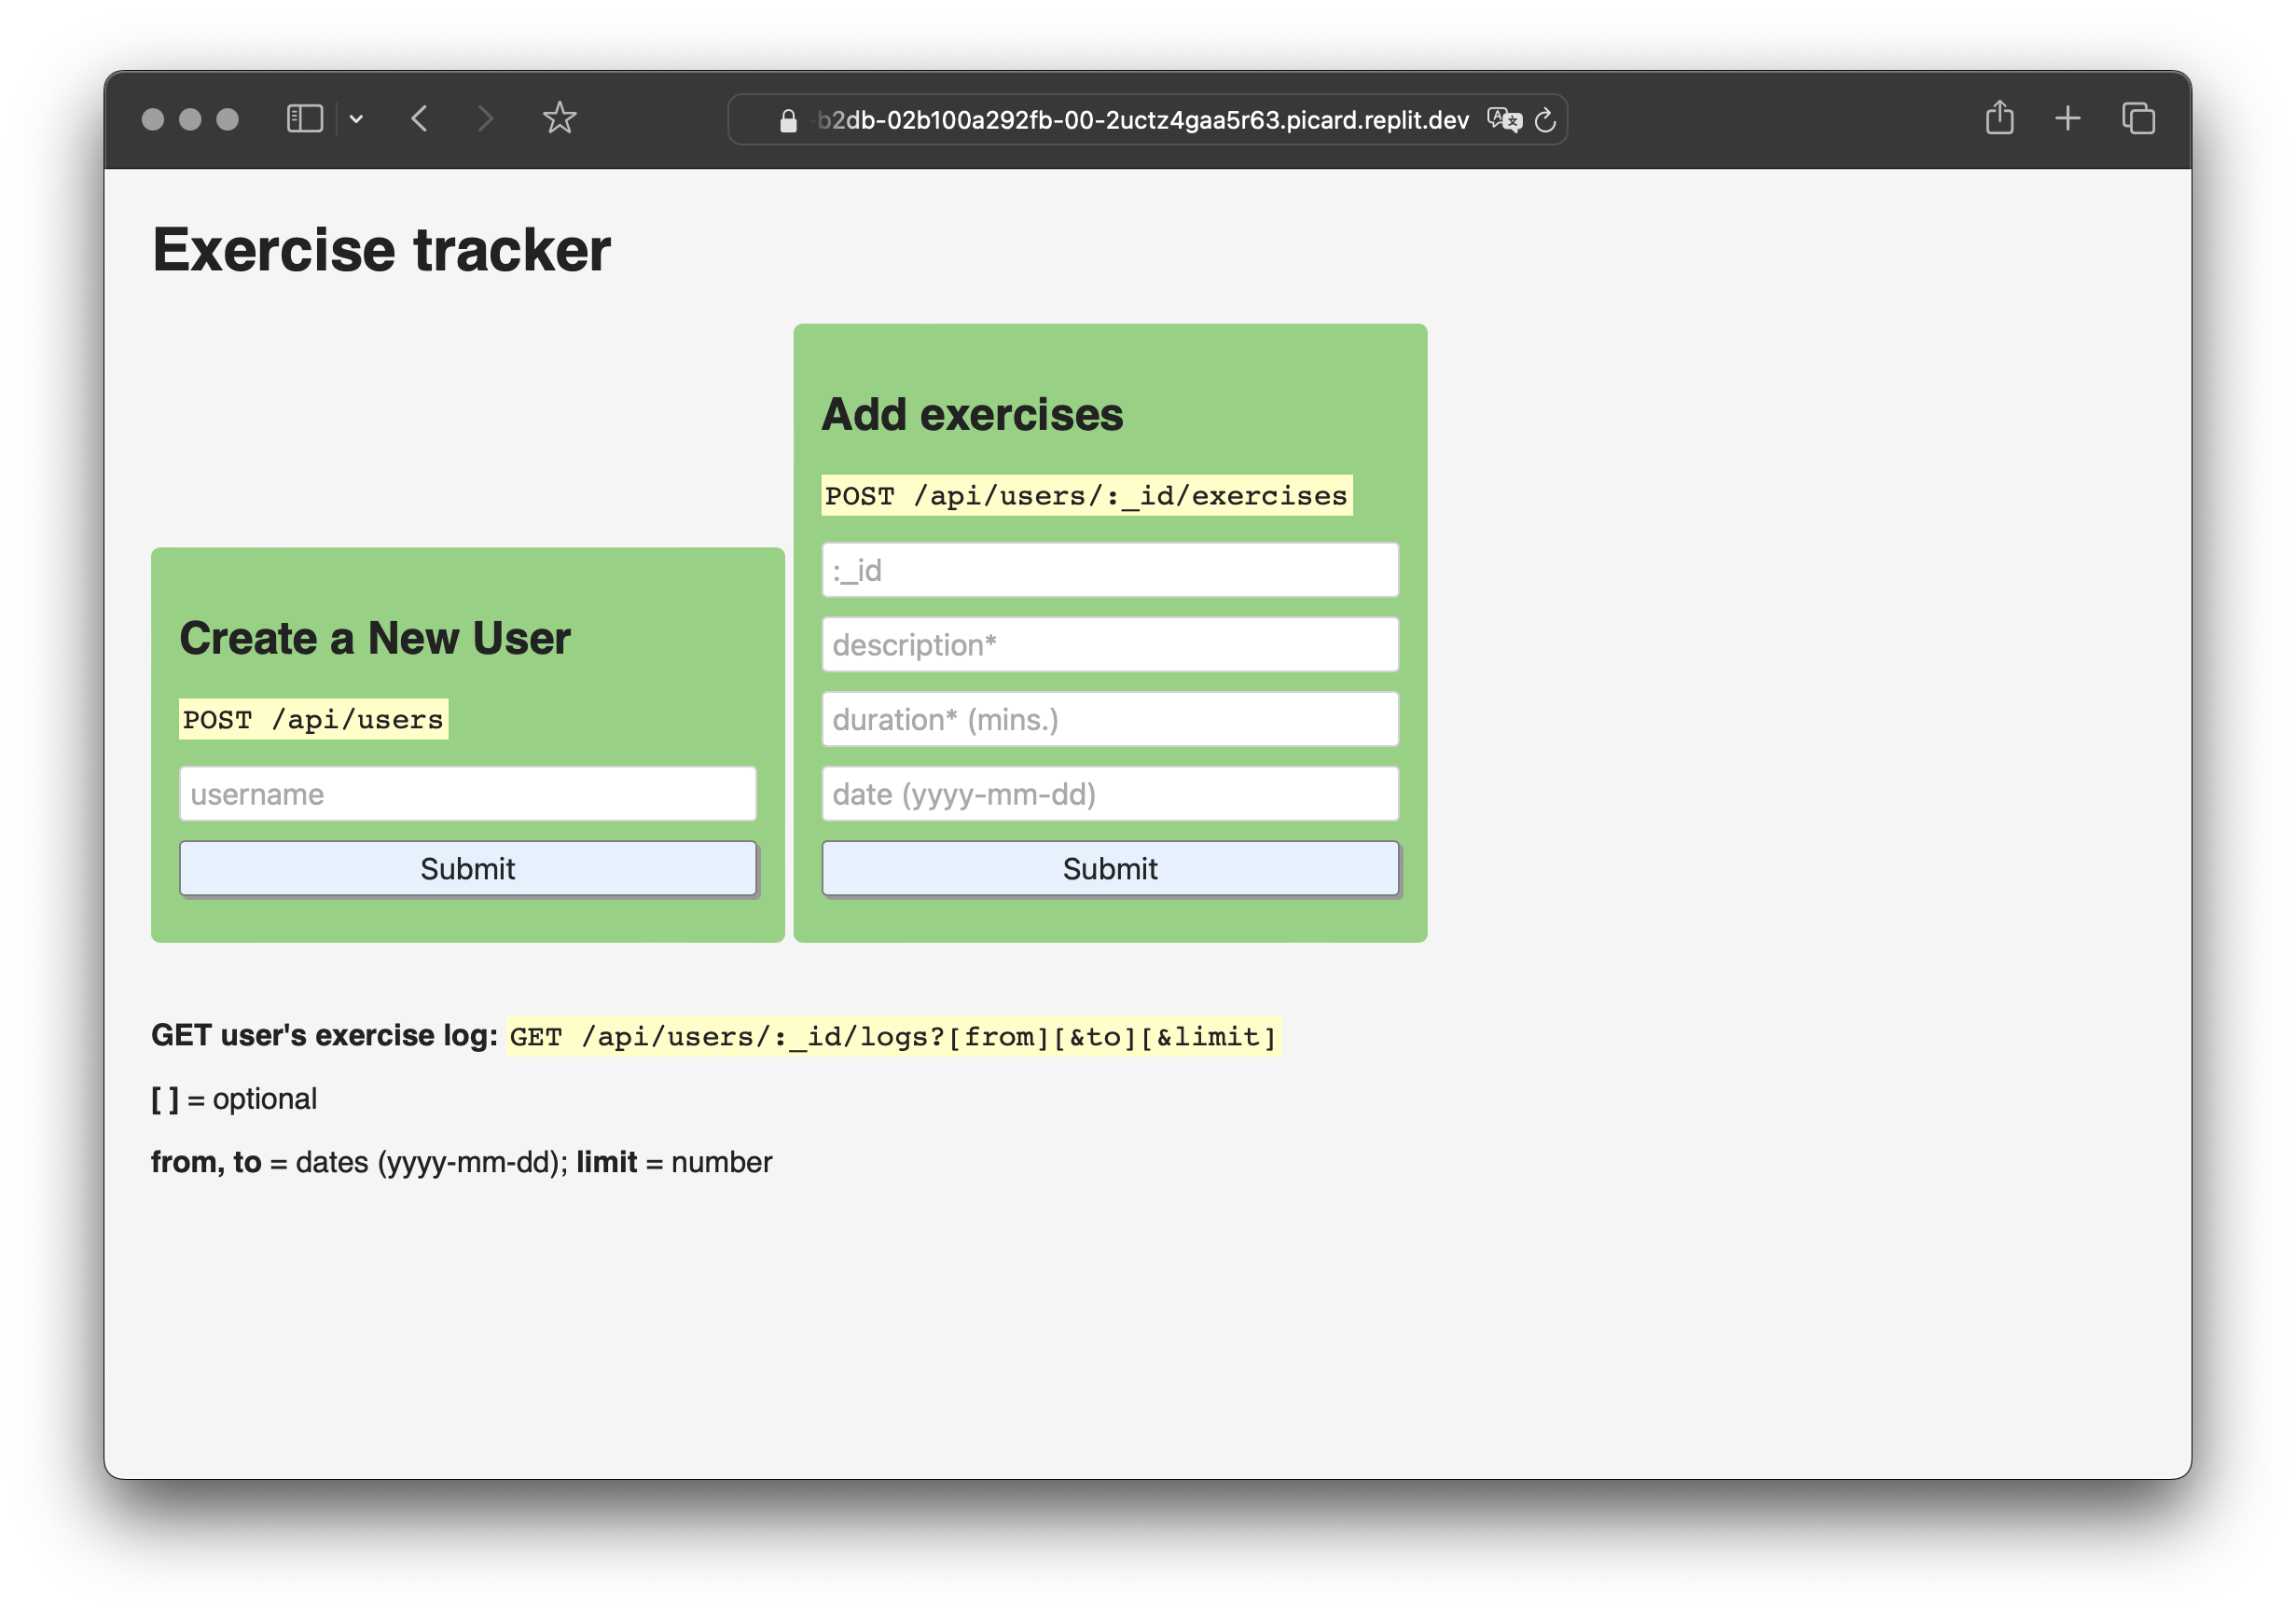 b2db-02b100a292fb-00-2uctz4gaa5r63.picard.replit.dev
Exercise tracker
Create a New User
POST /api/users
username
Submit
Add exercises
POST /api/users/:_id/exercises
:_id
description*
duration* (mins.)
date (yyyy-mm-dd)
Submit
GET user's exercise log: GET /api/users/:_id/logs?[from][&to][&limit]
[ ] = optional
from, to = dates (yyyy-mm-dd); limit = number